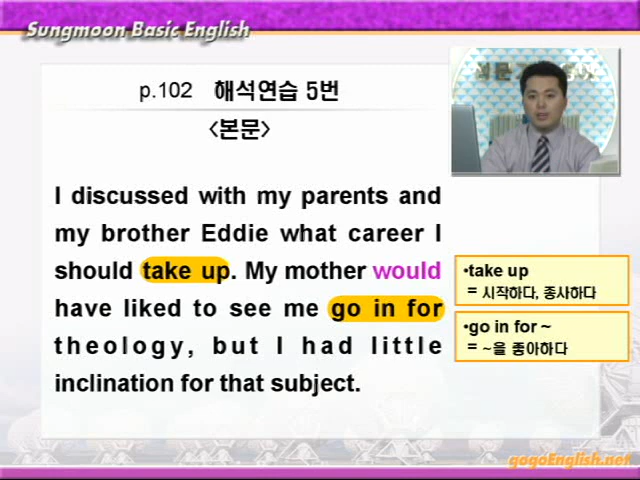 Sungmoon Basic English
p.102 해석연습 5번
<본문>
I discussed with my parents and
my brother Eddie what career I
should take up. My mother would
have liked to see me go in for
theology, but I had little
inclination for that subject.
•take up
= 시작하다, 종사하다
•go in for ~
= ~을 좋아하다
gogoEnglish.net